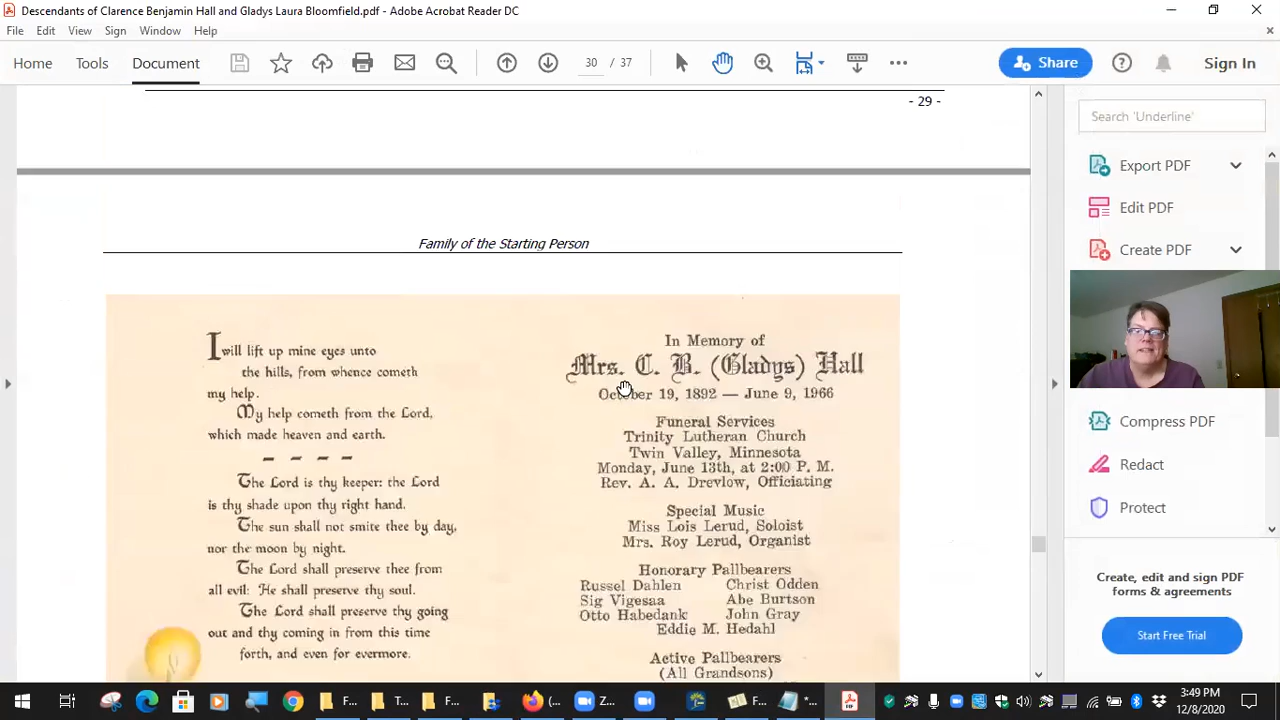 Descendants of Clarence Benjamin Hall and Gladys Laura Bloomfield.pdf - Adobe Acrobat Reader DC
File Edit View Sign Window Help
Home Tools Document 30 / 37 Share Sign In
- 29 -
Search 'Underline'
Export PDF
Edit PDF
Create PDF
Compress PDF
Redact
Protect
Create, edit and sign PDF
forms & agreements
Start Free Trial
Family of the Starting Person
I will lift up mine eyes unto
the hills, from whence cometh
my help.
My help cometh from the Lord,
which made heaven and earth.
- - - -
The Lord is thy keeper: the Lord
is thy shade upon thy right hand.
The sun shall not smite thee by day,
nor the moon by night.
The Lord shall preserve thee from
all evil: He shall preserve thy soul.
The Lord shall preserve thy going
out and thy coming in from this time
forth, and even for evermore.
In Memory of
Mrs. C. B. (Gladys) Hall
October 19, 1892 — June 9, 1966
Funeral Services
Trinity Lutheran Church
Twin Valley, Minnesota
Monday, June 13th, at 2:00 P. M.
Rev. A. A. Drevlow, Officiating
Special Music
Miss Lois Lerud, Soloist
Mrs. Roy Lerud, Organist
Honorary Pallbearers
Russel Dahlen Christ Odden
Sig Vigesaa Abe Burtson
Otto Habedank John Gray
Eddie M. Hedahl
Active Pallbearers
(All Grandsons)
F... T... F... (... Z... F... *...
3:49 PM
12/8/2020